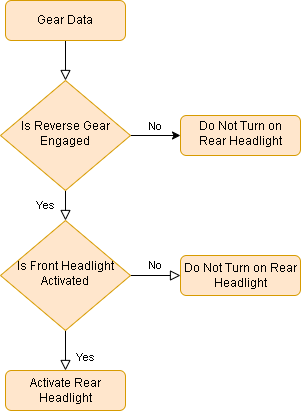 Gear Data
Is Reverse Gear
Engaged
No
Do Not Turn on
Rear Headlight
Yes
Is Front Headlight
Activated
No
Do Not Turn on Rear
Headlight
Yes
Activate Rear
Headlight